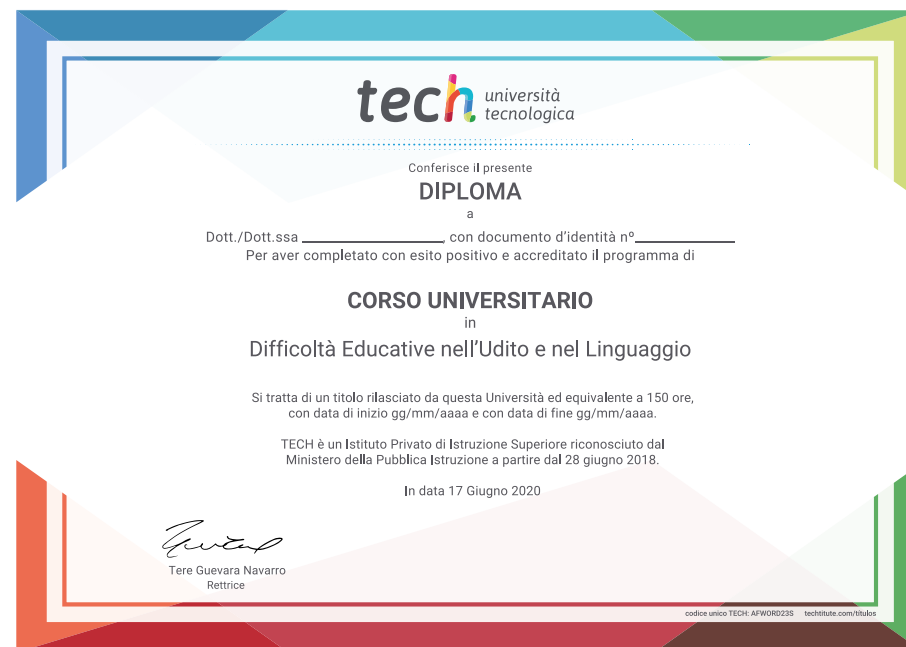 tech università
tecnologica
Conferisce il presente
DIPLOMA
a
Dott./Dott.ssa ____________________, con documento d'identità nº______________
Per aver completato con esito positivo e accreditato il programma di
CORSO UNIVERSITARIO
in
Difficoltà Educative nell'Udito e nel Linguaggio
Si tratta di un titolo rilasciato da questa Università ed equivalente a 150 ore,
con data di inizio gg/mm/aaaa e con data di fine gg/mm/aaaa.
TECH è un Istituto Privato di Istruzione Superiore riconosciuto dal
Ministero della Pubblica Istruzione a partire dal 28 giugno 2018.
In data 17 Giugno 2020
Tere Guevara Navarro
Rettrice
codice unico TECH: AFWORD23S techtitute.com/titulos